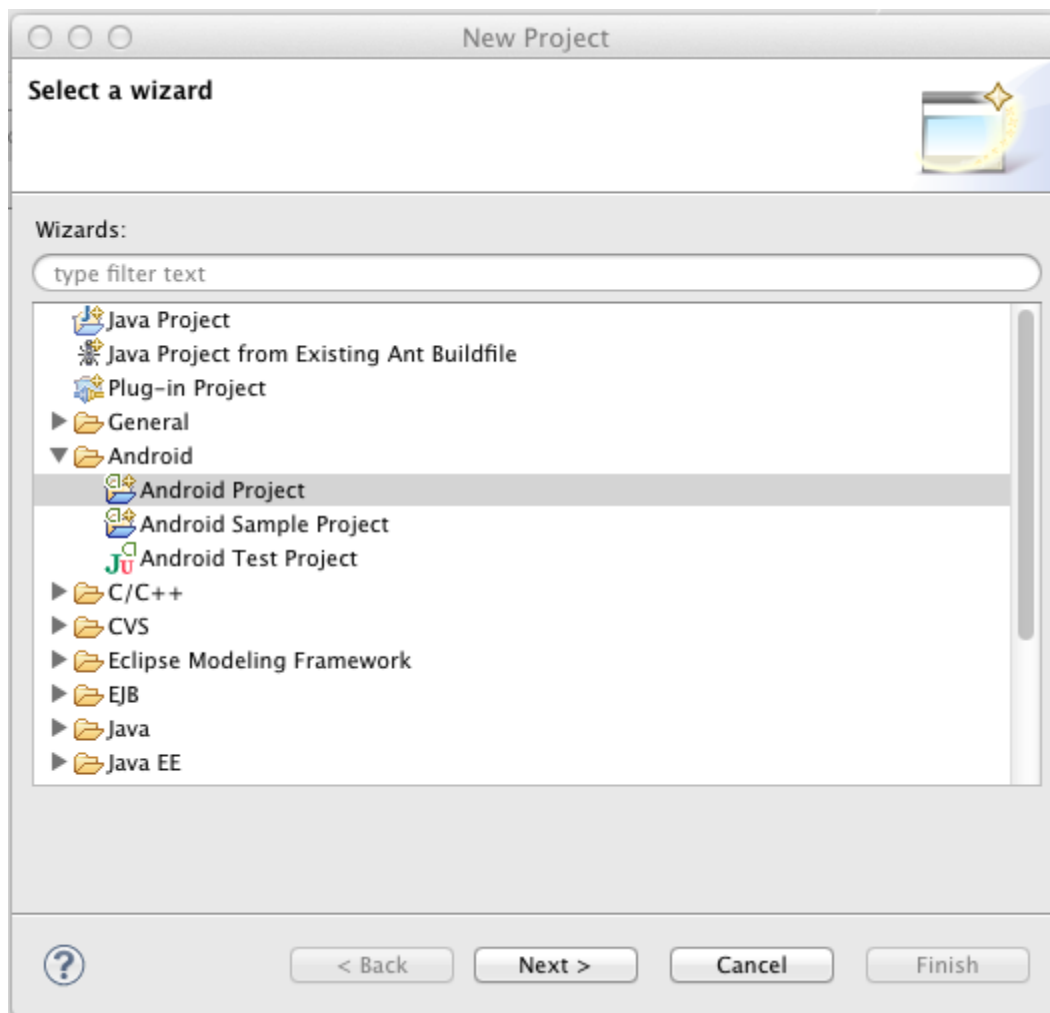 New Project
Select a wizard
Wizards:
type filter text
Java Project
Java Project from Existing Ant Buildfile
Plug-in Project
General
Android
Android Project
Android Sample Project
Android Test Project
C/C++
CVS
Eclipse Modeling Framework
EJB
Java
Java EE
?
< Back
Next >
Cancel
Finish